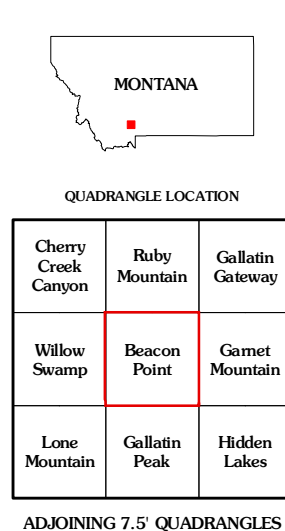 MONTANA
QUADRANGLE LOCATION
Cherry
Creek
Canyon
Ruby
Mountain
Gallatin
Gateway
Willow
Swamp
Beacon
Point
Garnet
Mountain
Lone
Mountain
Gallatin
Peak
Hidden
Lakes
ADJOINING 7.5' QUADRANGLES